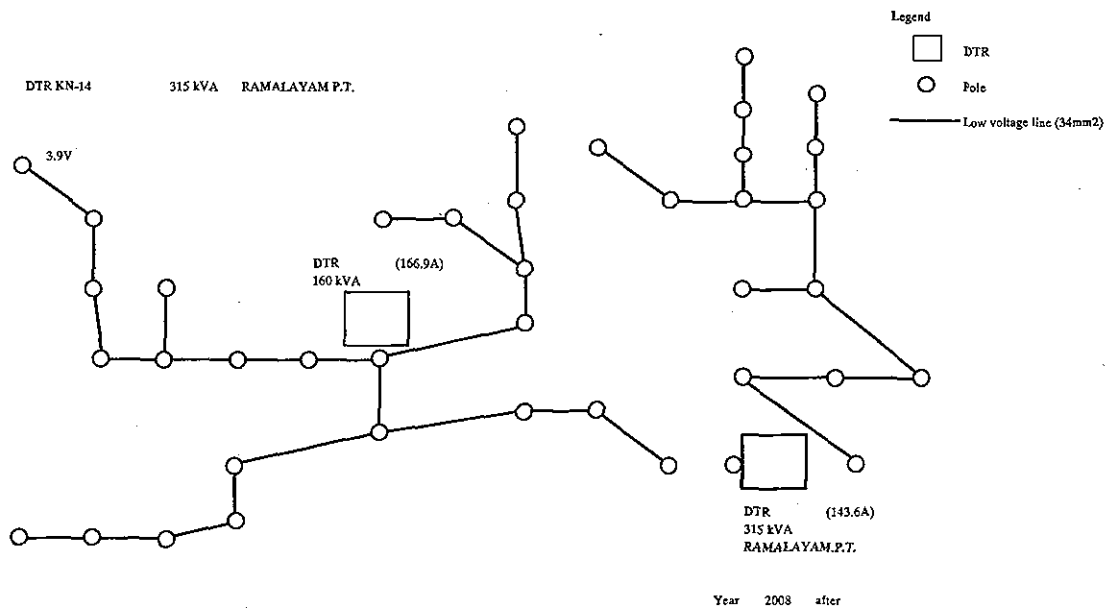 Legend
DTR
DTR KN-14 315 kVA RAMALAYAM P.T.
Pole
Low voltage line (34mm2)
3.9V
DTR (166.9A)
160 kVA
DTR (143.6A)
315 kVA
RAMALAYAM.P.T.
Year 2008 after